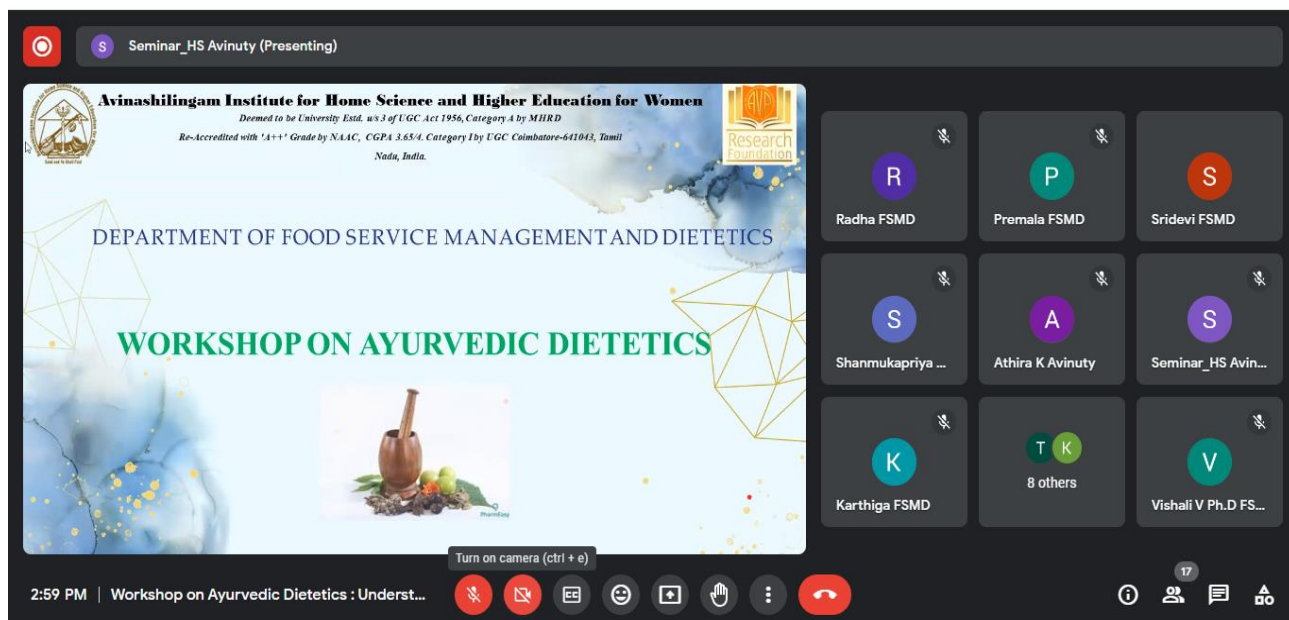 S Seminar_HS Avinuty (Presenting)
Avinashilingam Institute for Home Science and Higher Education for Women
Deemed to be University Estd. u/s 3 of UGC Act 1956, Category A by MHRD
Re-Accredited with 'A++' Grade by NAAC, CGPA 3.65/4. Category I by UGC Coimbatore-641043, Tamil
Nadu, India.
AVP
Research
Foundation
DEPARTMENT OF FOOD SERVICE MANAGEMENT AND DIETETICS
WORKSHOP ON AYURVEDIC DIETETICS
PharmEasy
R
Radha FSMD
P
Premala FSMD
S
Sridevi FSMD
S
Shanmukapriya ...
A
Athira K Avinuty
S
Seminar_HS Avin...
K
Karthiga FSMD
T K
8 others
V
Vishali V Ph.D FS...
Turn on camera (ctrl + e)
2:59 PM | Workshop on Ayurvedic Dietetics : Underst...
CC
17